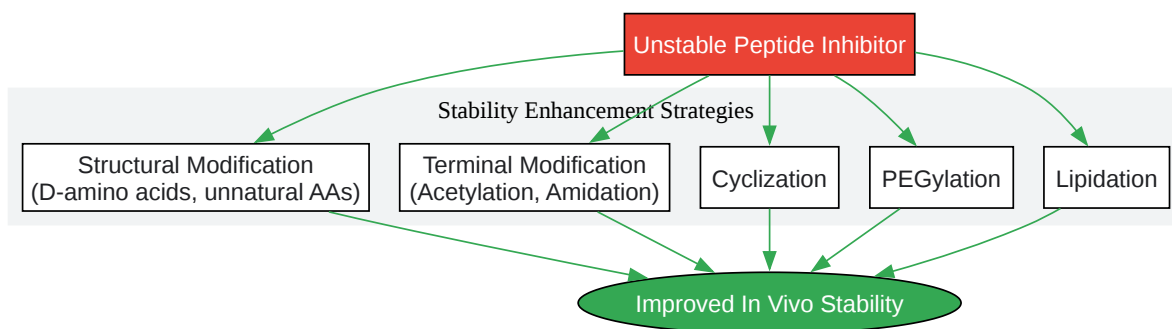 Unstable Peptide Inhibitor
Stability Enhancement Strategies
Structural Modification
(D-amino acids, unnatural AAs)
Terminal Modification
(Acetylation, Amidation)
Cyclization
PEGylation
Lipidation
Improved In Vivo Stability